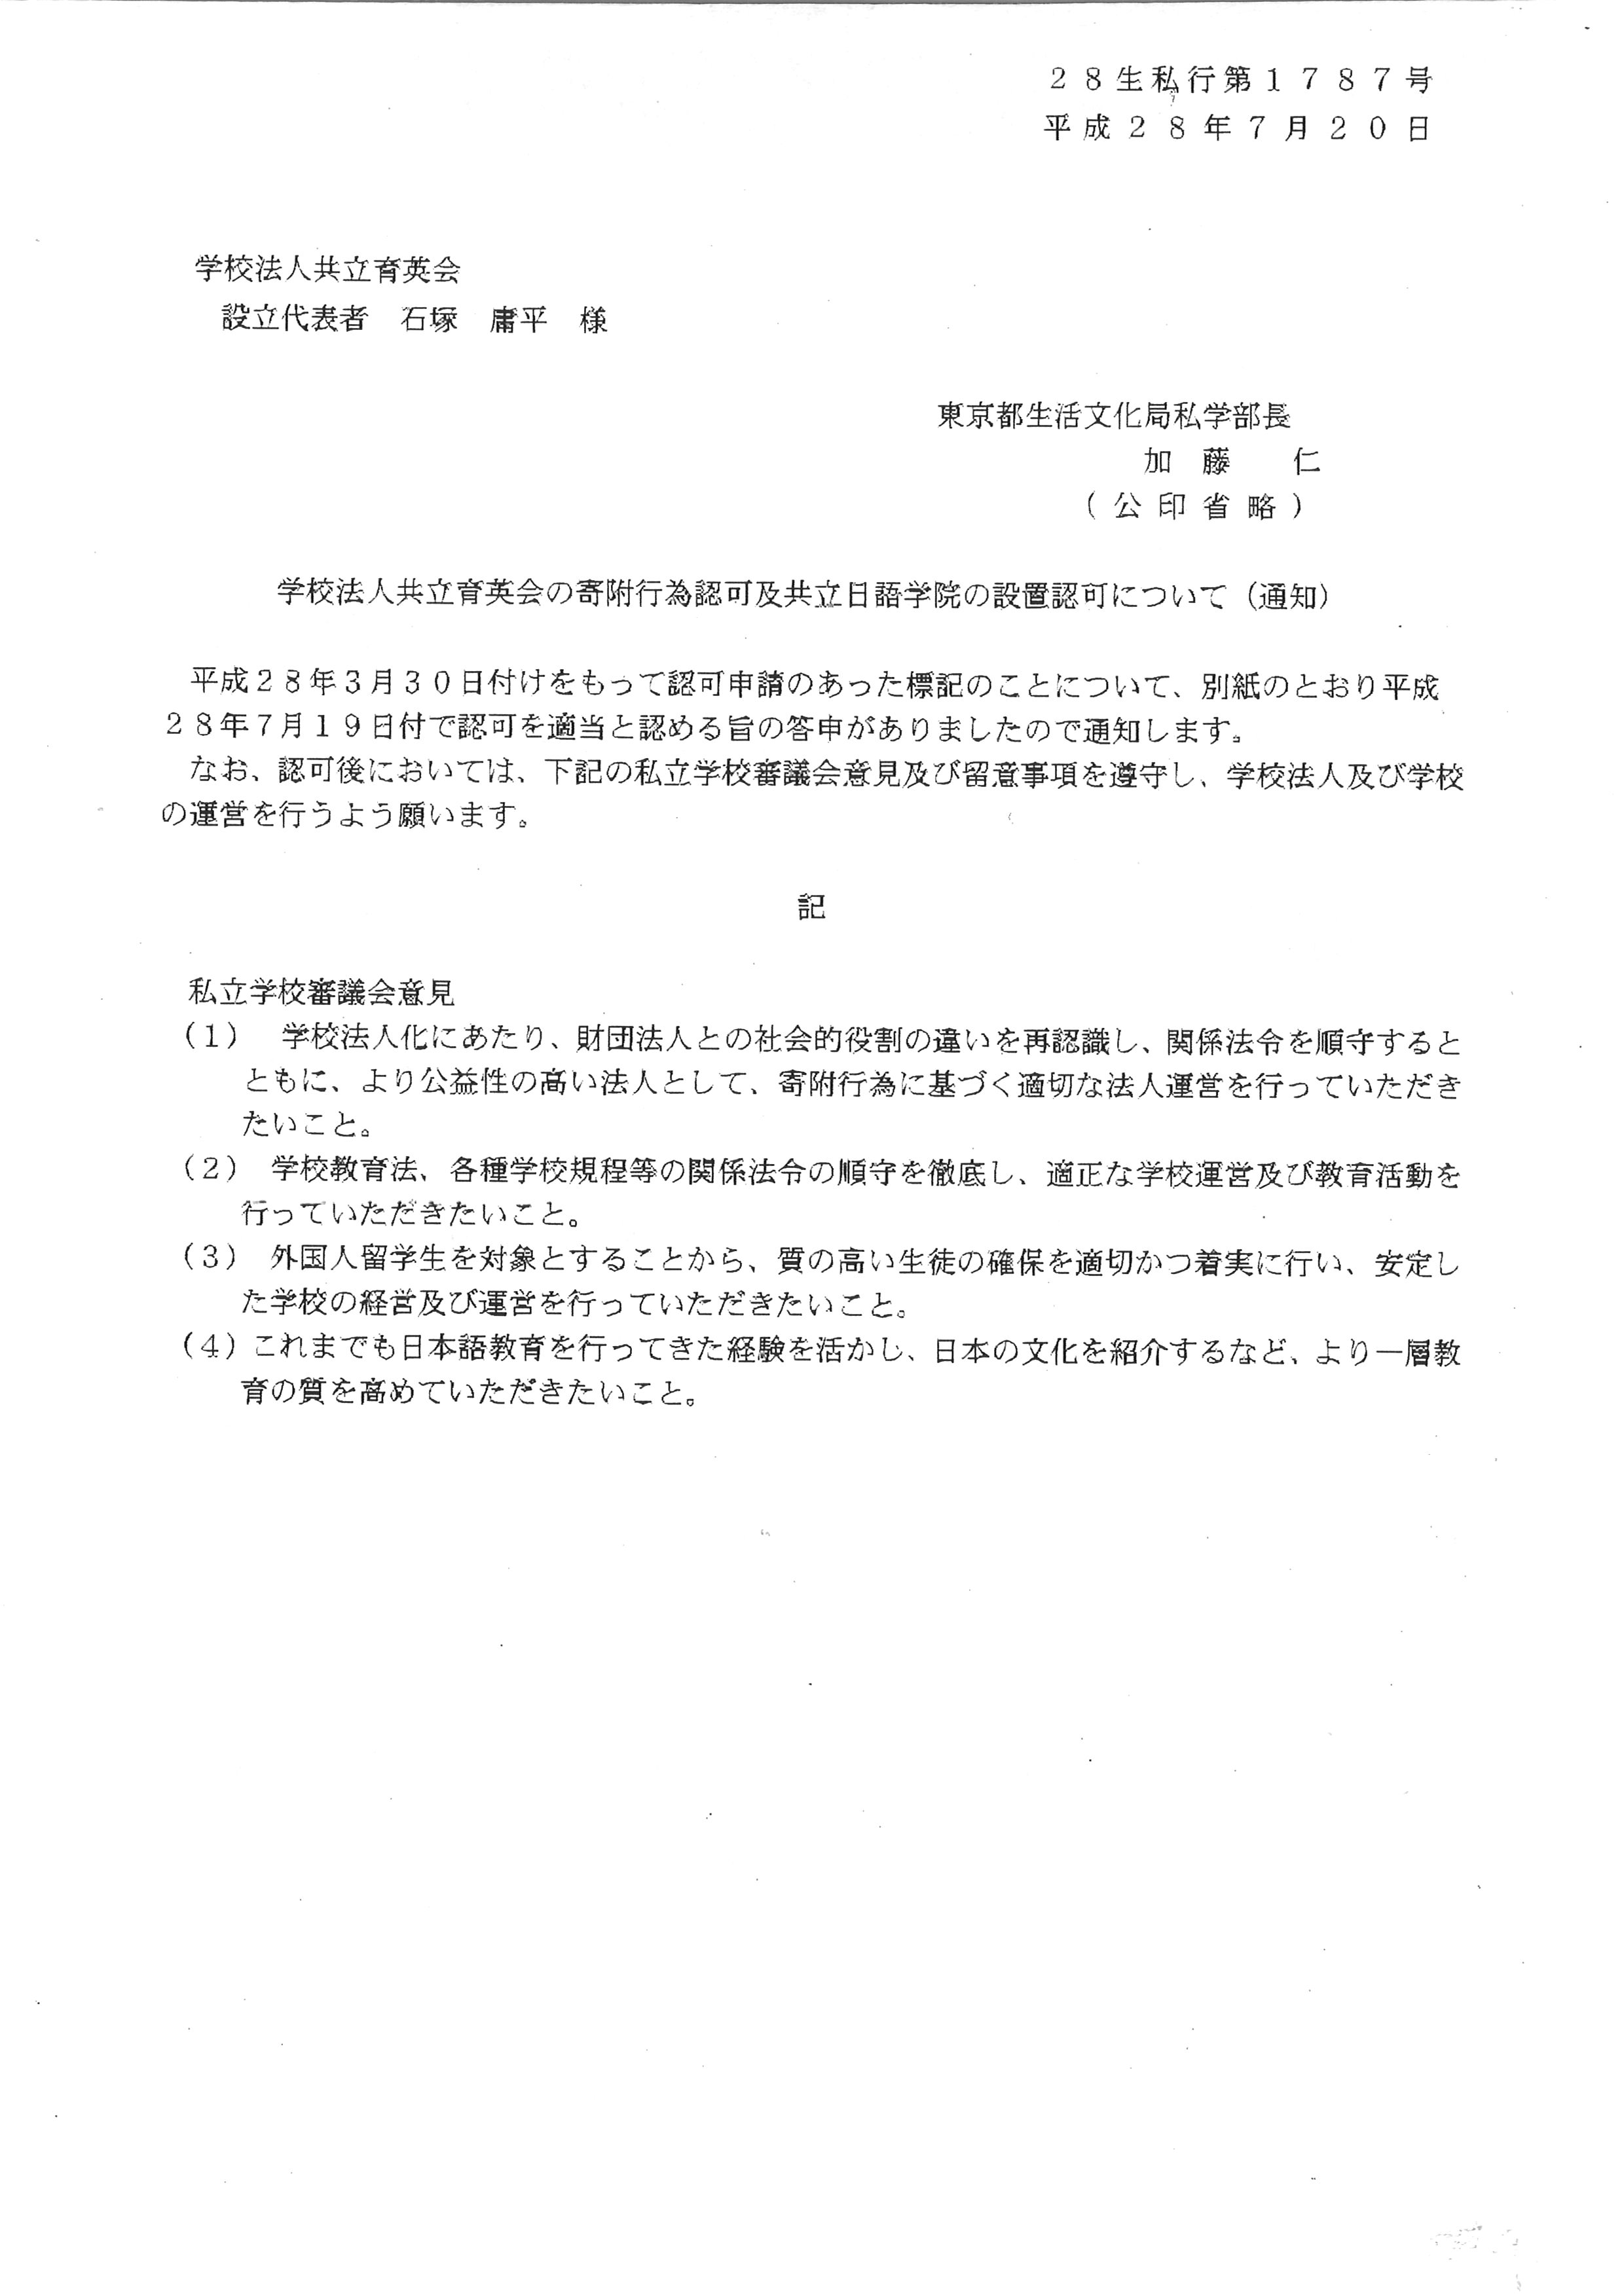 ２８生私行第１７８７号
平成２８年７月２０日
学校法人共立育英会
設立代表者　石塚　庸平　様
東京都生活文化局私学部長
加　藤　　仁
（公印省略）
学校法人共立育英会の寄附行為認可及共立日語学院の設置認可について（通知）
平成２８年３月３０日付けをもって認可申請のあった標記のことについて、別紙のとおり平成
２８年７月１９日付で認可を適当と認める旨の答申がありましたので通知します。
なお、認可後においては、下記の私立学校審議会意見及び留意事項を遵守し、学校法人及び学校
の運営を行うよう願います。
記
私立学校審議会意見
（１）　学校法人化にあたり、財団法人との社会的役割の違いを再認識し、関係法令を順守すると
ともに、より公益性の高い法人として、寄附行為に基づく適切な法人運営を行っていただき
たいこと。
（２）　学校教育法、各種学校規程等の関係法令の順守を徹底し、適正な学校運営及び教育活動を
行っていただきたいこと。
（３）　外国人留学生を対象とすることから、質の高い生徒の確保を適切かつ着実に行い、安定し
た学校の経営及び運営を行っていただきたいこと。
（４）これまでも日本語教育を行ってきた経験を活かし、日本の文化を紹介するなど、より一層教
育の質を高めていただきたいこと。